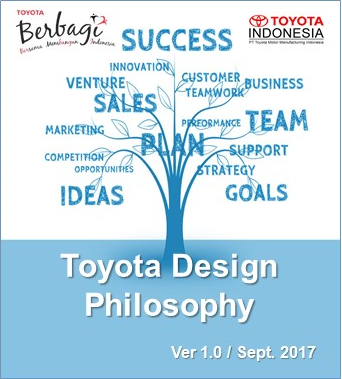 TOYOTA
Berbagi
Bersama Membangun Indonesia
TOYOTA
INDONESIA
PT Toyota Motor Manufacturing Indonesia
SUCCESS
INNOVATION
CUSTOMER
VENTURE
TEAMWORK
BUSINESS
SALES
MARKETING
PERFORMANCE
TEAM
PLAN
COMPETITION
SUPPORT
OPPORTUNITIES
STRATEGY
IDEAS
GOALS
Toyota Design
Philosophy
Ver 1.0 / Sept. 2017